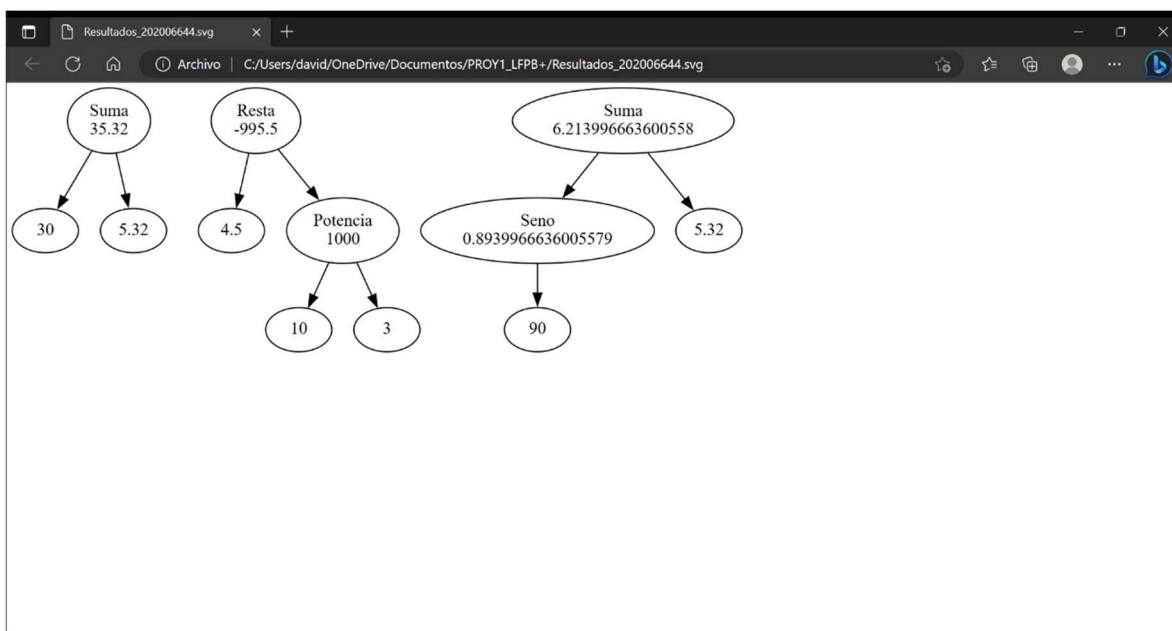 Resultados_202006644.svg
Archivo
C:/Users/david/OneDrive/Documentos/PROY1_LFPB+/Resultados_202006644.svg
Suma
35.32
30
5.32
Resta
-995.5
4.5
Potencia
1000
10
3
Suma
6.213996663600558
Seno
0.8939966636005579
5.32
90